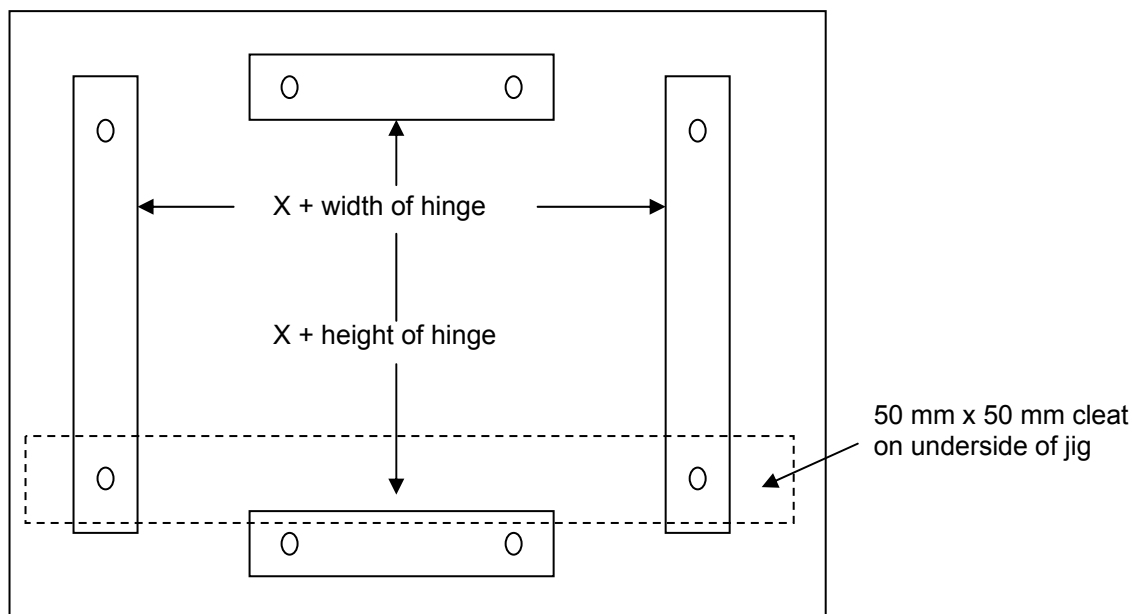 X + width of hinge
X + height of hinge
50 mm x 50 mm cleat
on underside of jig